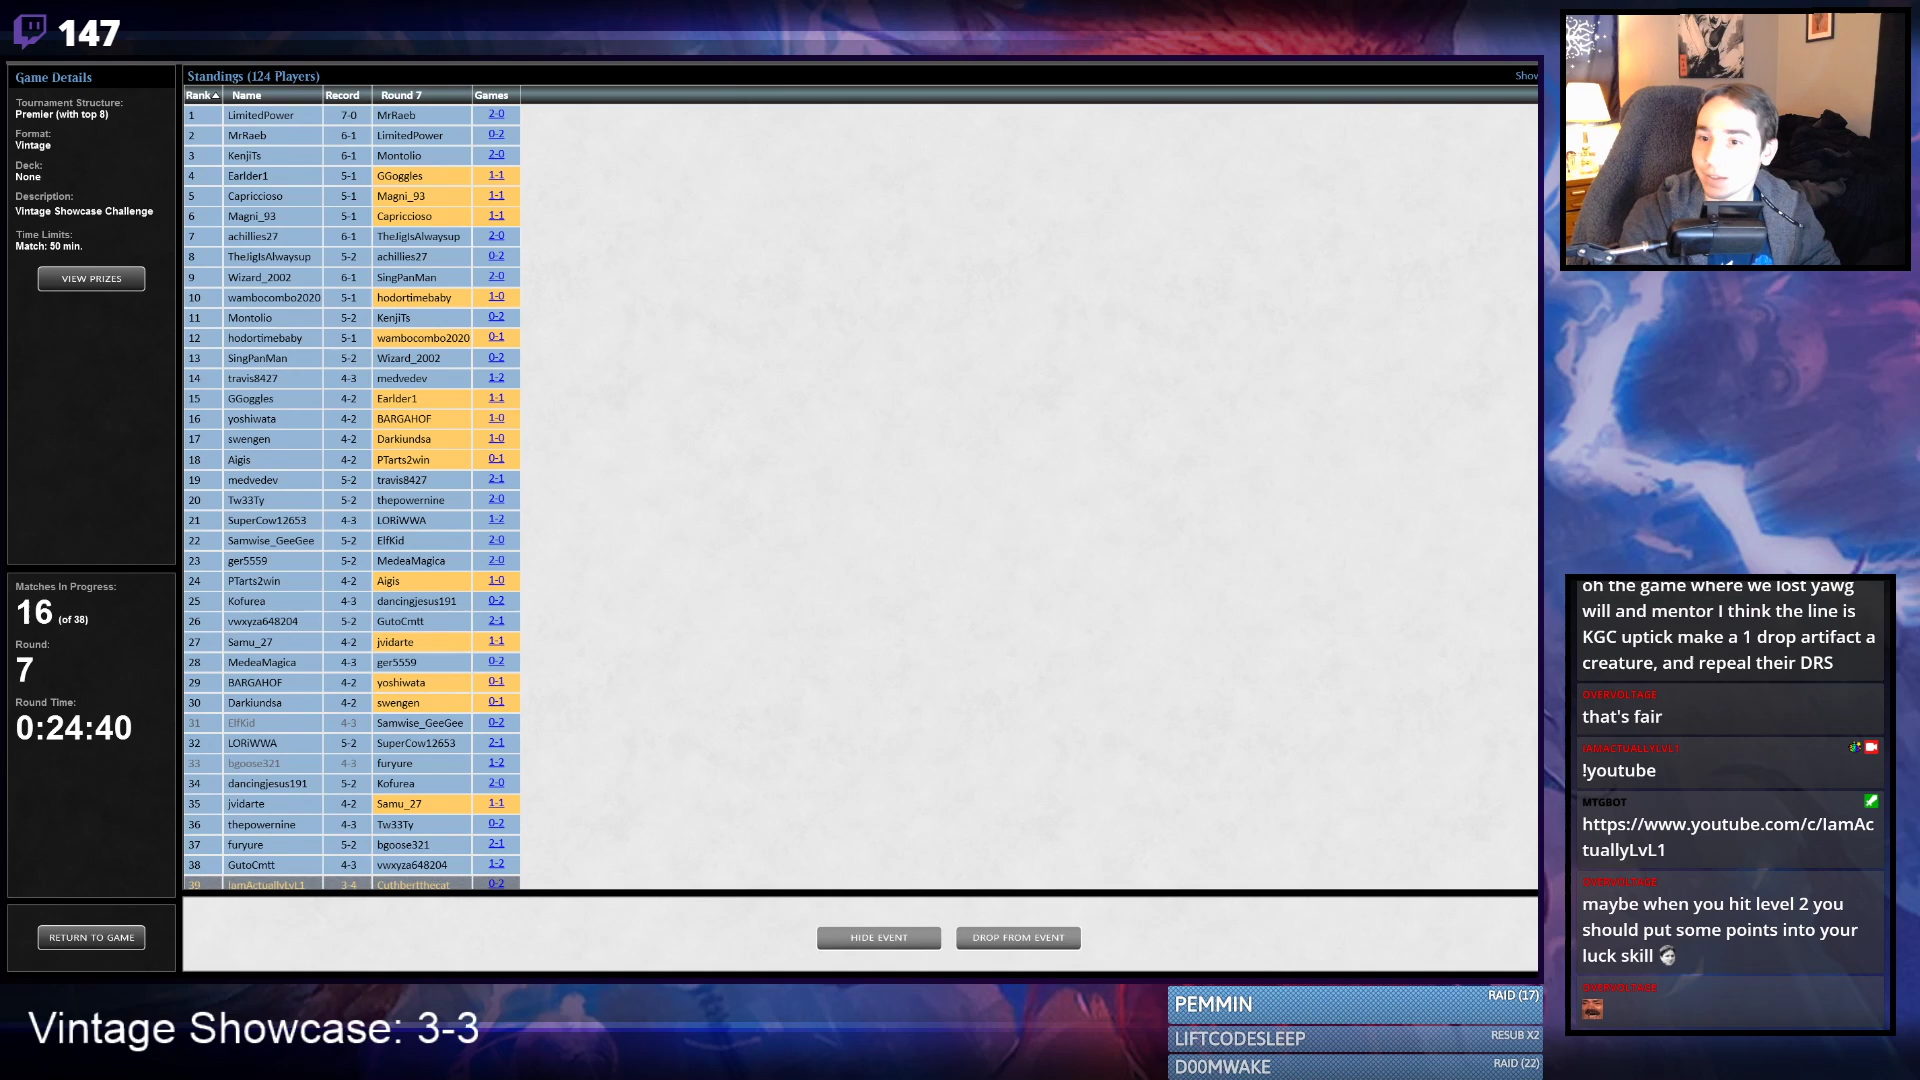 147
Game Details
Tournament Structure:
Premier (with top 8)
Format:
Vintage
Deck:
None
Description:
Vintage Showcase Challenge
Time Limits:
Match: 50 min.
VIEW PRIZES
Matches In Progress:
16 (of 38)
Round:
7
Round Time:
0:24:40
RETURN TO GAME
Standings (124 Players)
Show
Rank Name Record Round 7 Games
1 LimitedPower 7-0 MrRaeb 2-0
2 MrRaeb 6-1 LimitedPower 0-2
3 KenjiTs 6-1 Montolio 2-0
4 Earlder1 5-1 GGoggles 1-1
5 Capriccioso 5-1 Magni_93 1-1
6 Magni_93 5-1 Capriccioso 1-1
7 achillies27 6-1 TheJigIsAlwaysup 2-0
8 TheJigIsAlwaysup 5-2 achillies27 0-2
9 Wizard_2002 6-1 SingPanMan 2-0
10 wambocombo2020 5-1 hodortimebaby 1-0
11 Montolio 5-2 KenjiTs 0-2
12 hodortimebaby 5-1 wambocombo2020 0-1
13 SingPanMan 5-2 Wizard_2002 0-2
14 travis8427 4-3 medvedev 1-2
15 GGoggles 4-2 Earlder1 1-1
16 yoshiwata 4-2 BARGAHOF 1-0
17 swengen 4-2 Darkiundsa 1-0
18 Aigis 4-2 PTarts2win 0-1
19 medvedev 5-2 travis8427 2-1
20 Tw33Ty 5-2 thepowernine 2-0
21 SuperCow12653 4-3 LORiWWA 1-2
22 Samwise_GeeGee 5-2 ElfKid 2-0
23 ger5559 5-2 MedeaMagica 2-0
24 PTarts2win 4-2 Aigis 1-0
25 Kofurea 4-3 dancingjesus191 0-2
26 vwxyza648204 5-2 GutoCmtt 2-1
27 Samu_27 4-2 jvidarte 1-1
28 MedeaMagica 4-3 ger5559 0-2
29 BARGAHOF 4-2 yoshiwata 0-1
30 Darkiundsa 4-2 swengen 0-1
31 ElfKid 4-3 Samwise_GeeGee 0-2
32 LORiWWA 5-2 SuperCow12653 2-1
33 bgoose321 4-3 furyure 1-2
34 dancingjesus191 5-2 Kofurea 2-0
35 jvidarte 4-2 Samu_27 1-1
36 thepowernine 4-3 Tw33Ty 0-2
37 furyure 5-2 bgoose321 2-1
38 GutoCmtt 4-3 vwxyza648204 1-2
39 IamActuallyLvL1 3-4 Cuthbertthecat 0-2
HIDE EVENT
DROP FROM EVENT
oh the game where we lost yawg
will and mentor I think the line is
KGC uptick make a 1 drop artifact a
creature, and repeal their DRS
OVERVOLTAGE
that's fair
IAMACTUALLYLVL1
!youtube
MTGBOT
https://www.youtube.com/c/IamAc
tuallyLvL1
OVERVOLTAGE
maybe when you hit level 2 you
should put some points into your
luck skill
OVERVOLTAGE
Vintage Showcase: 3-3
PEMMIN RAID (17)
LIFTCODESLEEP RESUB X2
D00MWAKE RAID (22)